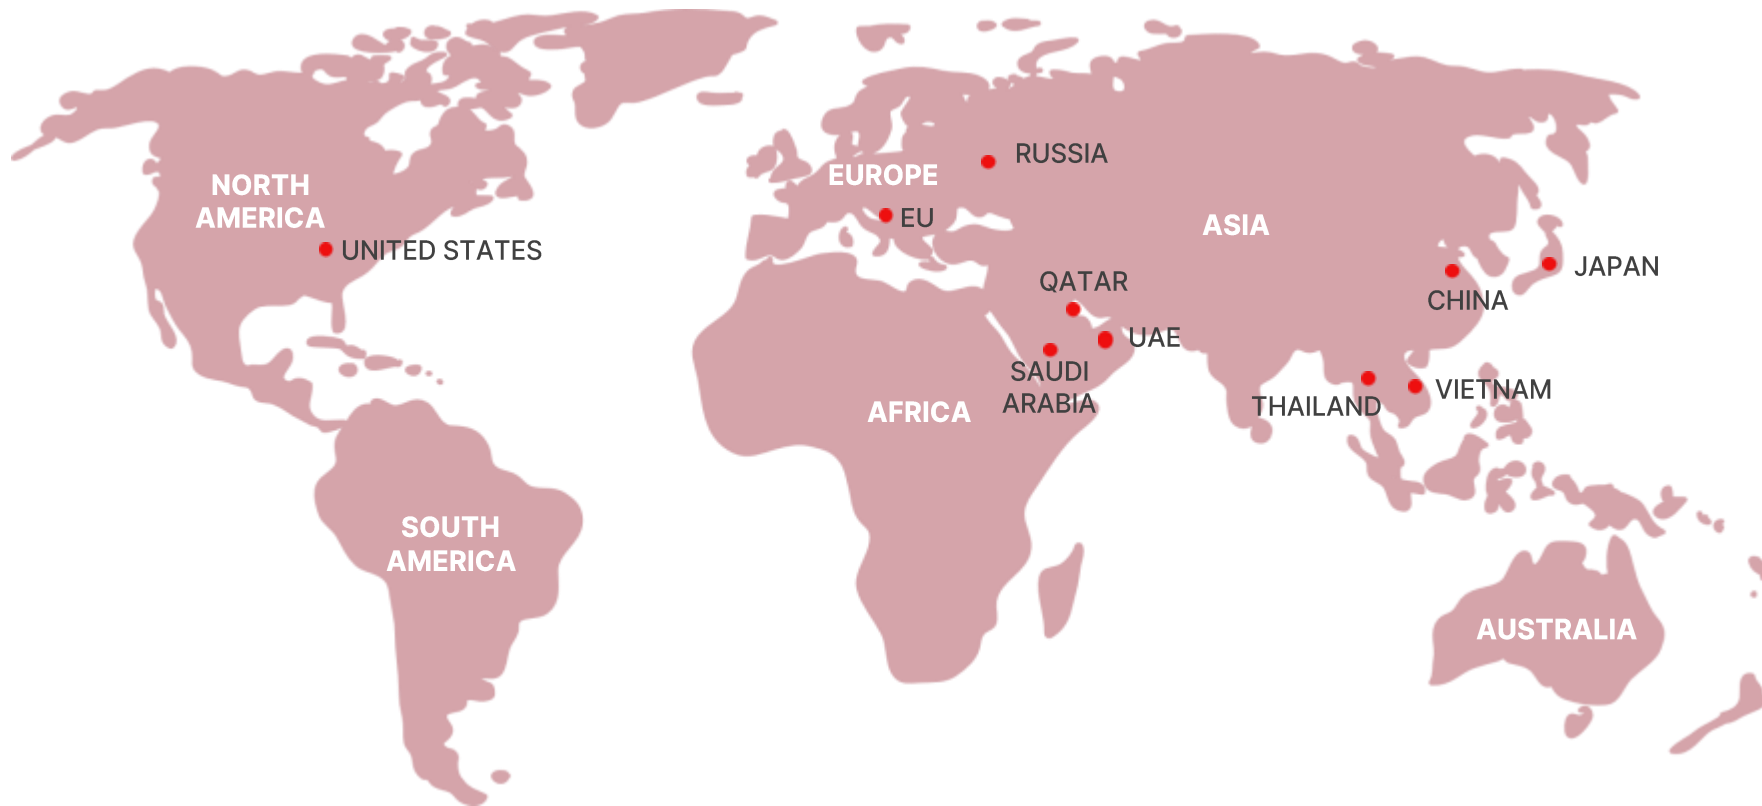 NORTH
AMERICA
UNITED STATES
SOUTH
AMERICA
EUROPE
RUSSIA
EU
ASIA
QATAR
UAE
SAUDI
ARABIA
AFRICA
JAPAN
CHINA
THAILAND
VIETNAM
AUSTRALIA